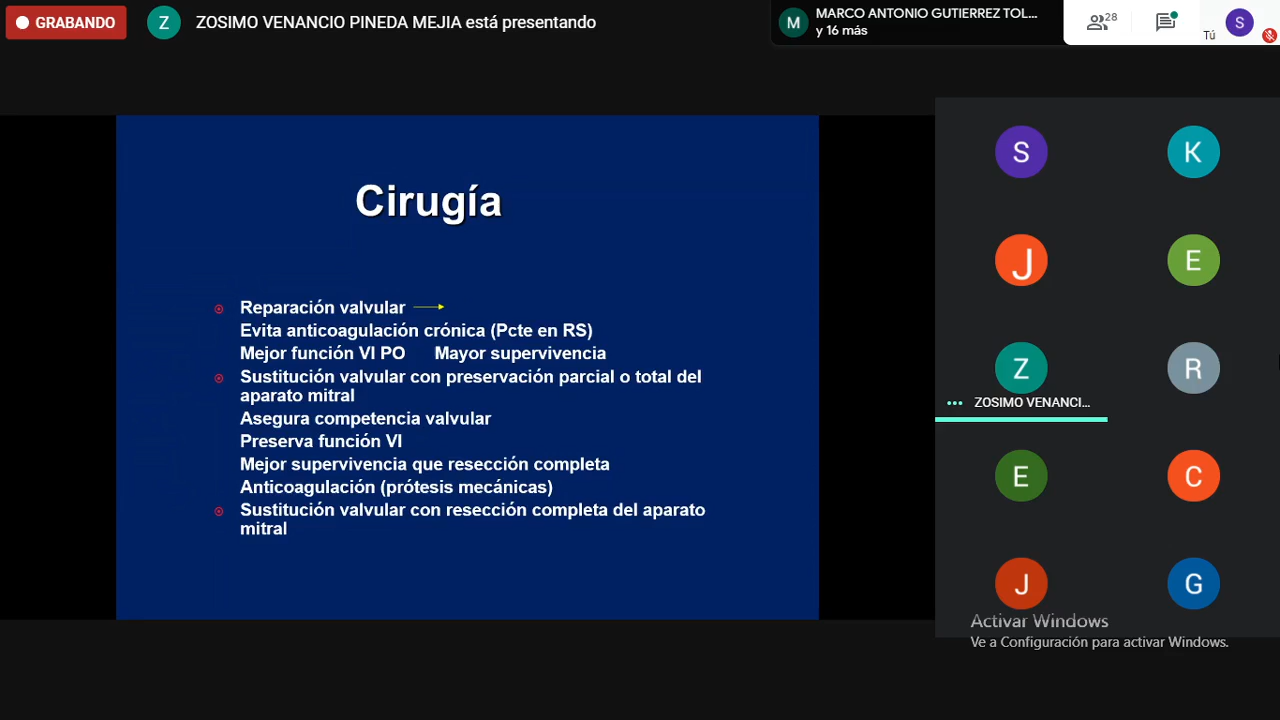 GRABANDO
Z
ZOSIMO VENANCIO PINEDA MEJIA está presentando
M
MARCO ANTONIO GUTIERREZ TOL...
y 16 más
28
Tú
S
Cirugía
Reparación valvular
Evita anticoagulación crónica (Pcte en RS)
Mejor función VI PO Mayor supervivencia
Sustitución valvular con preservación parcial o total del
aparato mitral
Asegura competencia valvular
Preserva función VI
Mejor supervivencia que resección completa
Anticoagulación (prótesis mecánicas)
Sustitución valvular con resección completa del aparato
mitral
S
K
J
E
Z
R
ZOSIMO VENANCI...
E
C
J
G
Activar Windows
Ve a Configuración para activar Windows.